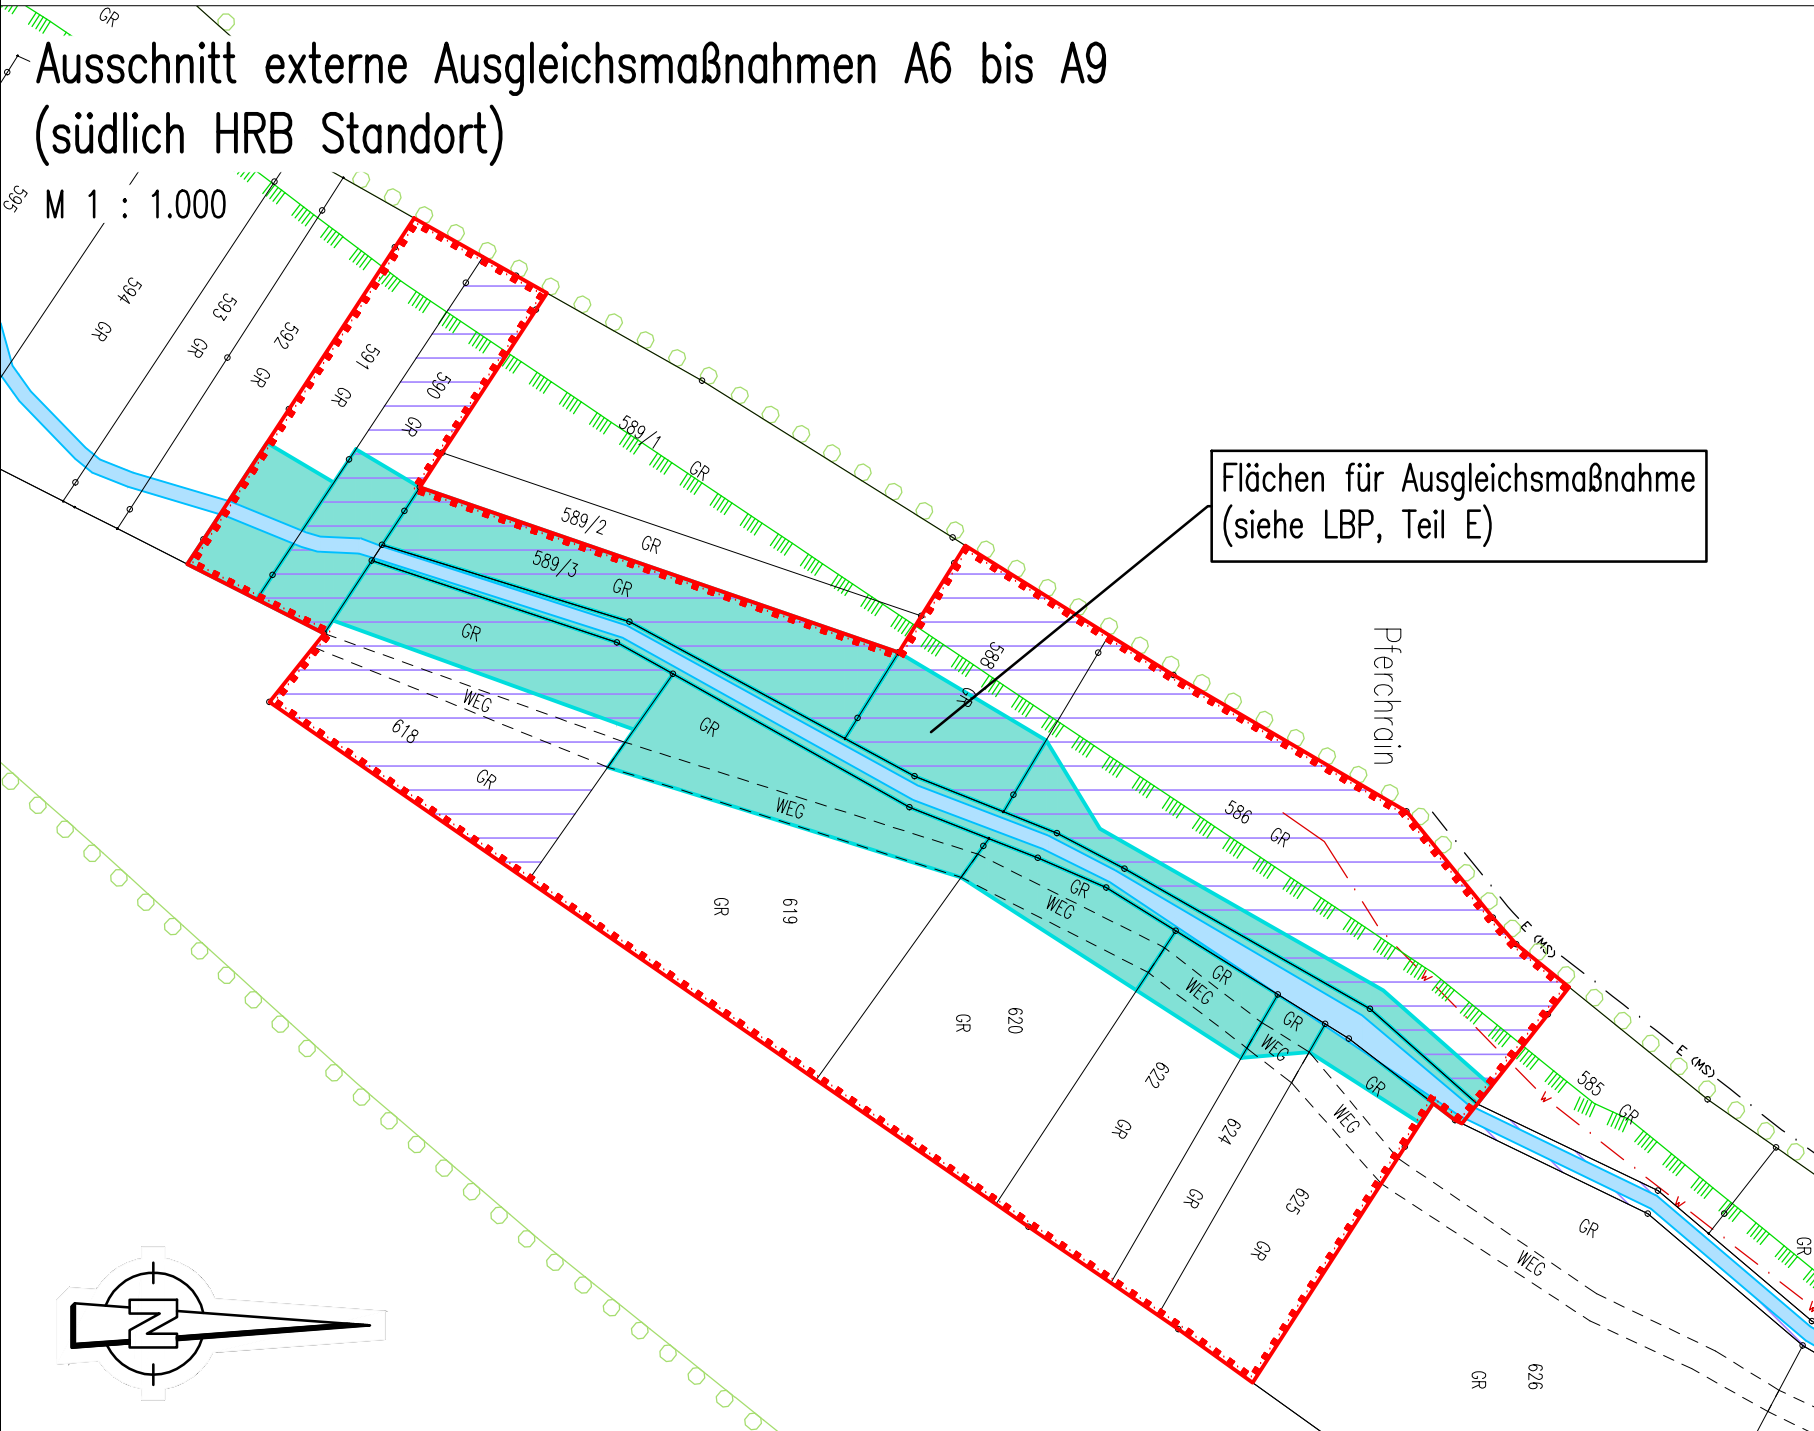 GR
Ausschnitt externe Ausgleichsmaßnahmen A6 bis A9
(südlich HRB Standort)
M 1 : 1.000
595
594
GR
593
GR
592
GR
591
GR
590
GR
589/1
GR
589/2
GR
589/3
GR
Flächen für Ausgleichsmaßnahme
(siehe LBP, Teil E)
Pferchrain
588
GR
GR
WEG
618
GR
GR
WEG
586
GR
619
GR
GR
WEG
E (MS)
W
GR
WEG
620
GR
GR
WEG
622
GR
624
GR
GR
WEG
625
GR
E (MS)
585
GR
W
W
GR
W
GR
WEG
626
GR
N